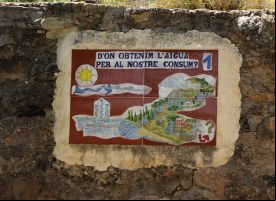 D'ON OBTENIM L'AIGUA
PER AL NOSTRE CONSUM?
1